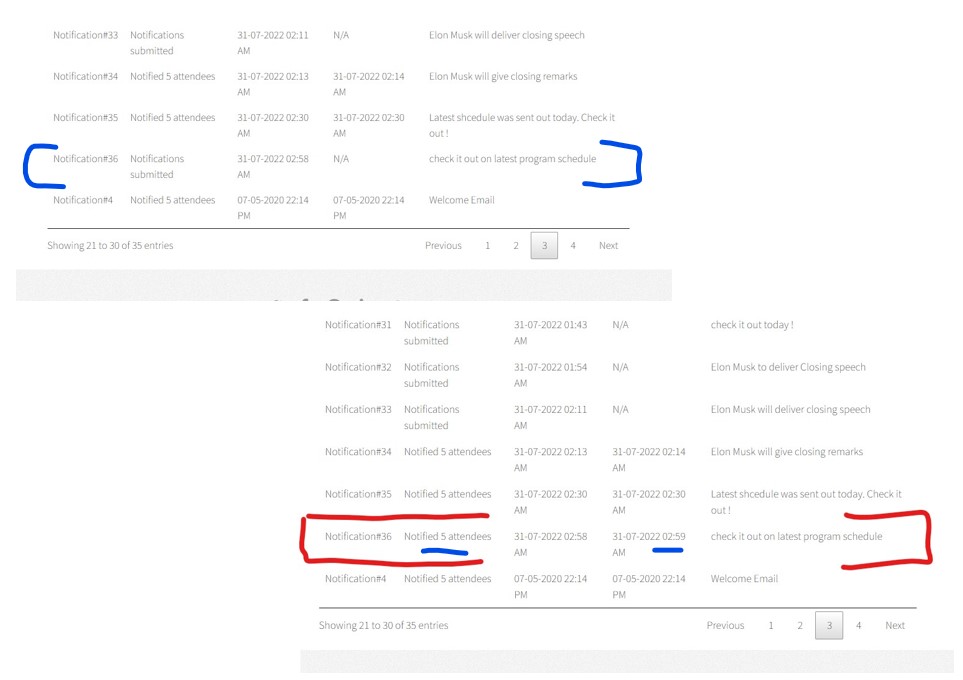 Notification#33 Notifications 31-07-2022 02:11 N/A Elon Musk will deliver closing speech
submitted AM
Notification#34 Notified 5 attendees 31-07-2022 02:13 31-07-2022 02:14 Elon Musk will give closing remarks
AM AM
Notification#35 Notified 5 attendees 31-07-2022 02:30 31-07-2022 02:30 Latest shcedule was sent out today. Check it
AM AM out !
Notification#36 Notifications 31-07-2022 02:58 N/A check it out on latest program schedule
submitted AM
Notification#4 Notified 5 attendees 07-05-2020 22:14 07-05-2020 22:14 Welcome Email
PM PM
Showing 21 to 30 of 35 entries Previous 1 2 3 4 Next
Notification#31 Notifications 31-07-2022 01:43 N/A check it out today !
submitted AM
Notification#32 Notifications 31-07-2022 01:54 N/A Elon Musk to deliver Closing speech
submitted AM
Notification#33 Notifications 31-07-2022 02:11 N/A Elon Musk will deliver closing speech
submitted AM
Notification#34 Notified 5 attendees 31-07-2022 02:13 31-07-2022 02:14 Elon Musk will give closing remarks
AM AM
Notification#35 Notified 5 attendees 31-07-2022 02:30 31-07-2022 02:30 Latest shcedule was sent out today. Check it
AM AM out !
Notification#36 Notified 5 attendees 31-07-2022 02:58 31-07-2022 02:59 check it out on latest program schedule
AM AM
Notification#4 Notified 5 attendees 07-05-2020 22:14 07-05-2020 22:14 Welcome Email
PM PM
Showing 21 to 30 of 35 entries Previous 1 2 3 4 Next